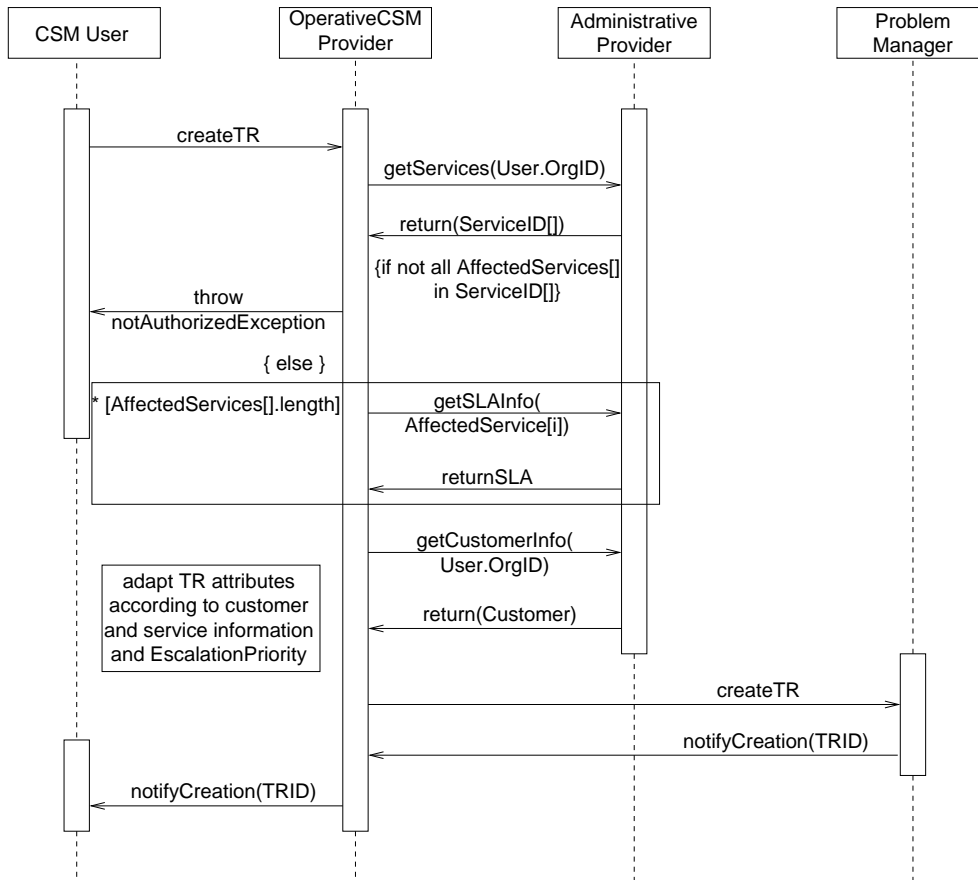 CSM User
OperativeCSM
Provider
Administrative
Provider
Problem
Manager
createTR
getServices(User.OrgID)
return(ServiceID[])
{if not all AffectedServices[]
in ServiceID[]}
throw
notAuthorizedException
{ else }
* [AffectedServices[].length]
getSLAInfo(
AffectedService[i])
returnSLA
getCustomerInfo(
User.OrgID)
adapt TR attributes
according to customer
and service information
and EscalationPriority
return(Customer)
createTR
notifyCreation(TRID)
notifyCreation(TRID)